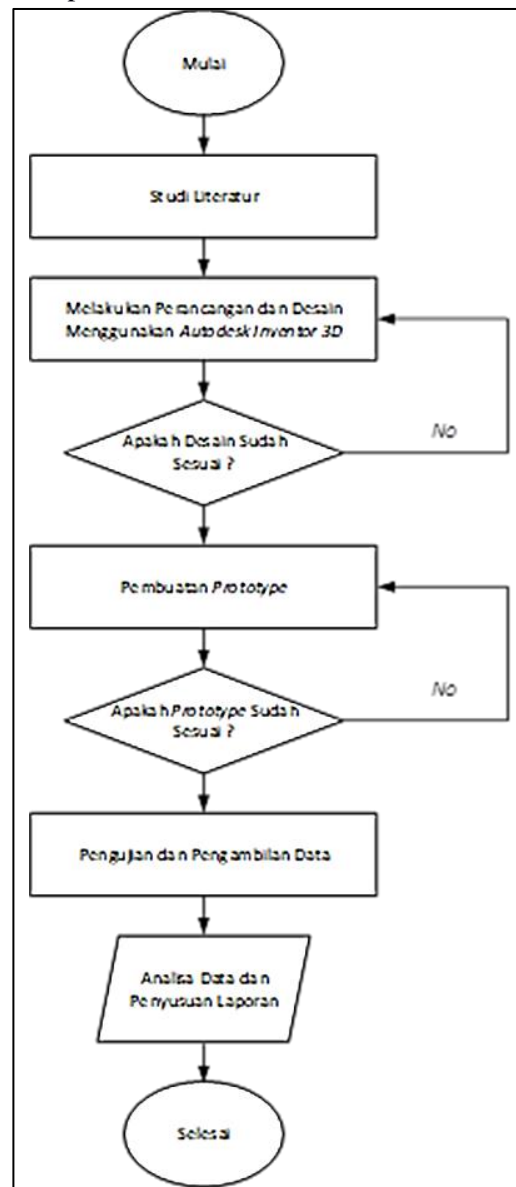 Mulai
Studi Literatur
Melakukan Perancangan dan Desain
Menggunakan Autodesk Inventor 3D
No
Apakah Desain Sudah
Sesuai ?
Pembuatan Prototype
No
Apakah Prototype Sudah
Sesuai ?
Pengujian dan Pengambilan Data
Analisa Data dan
Penyusuan Laporan
Selesai